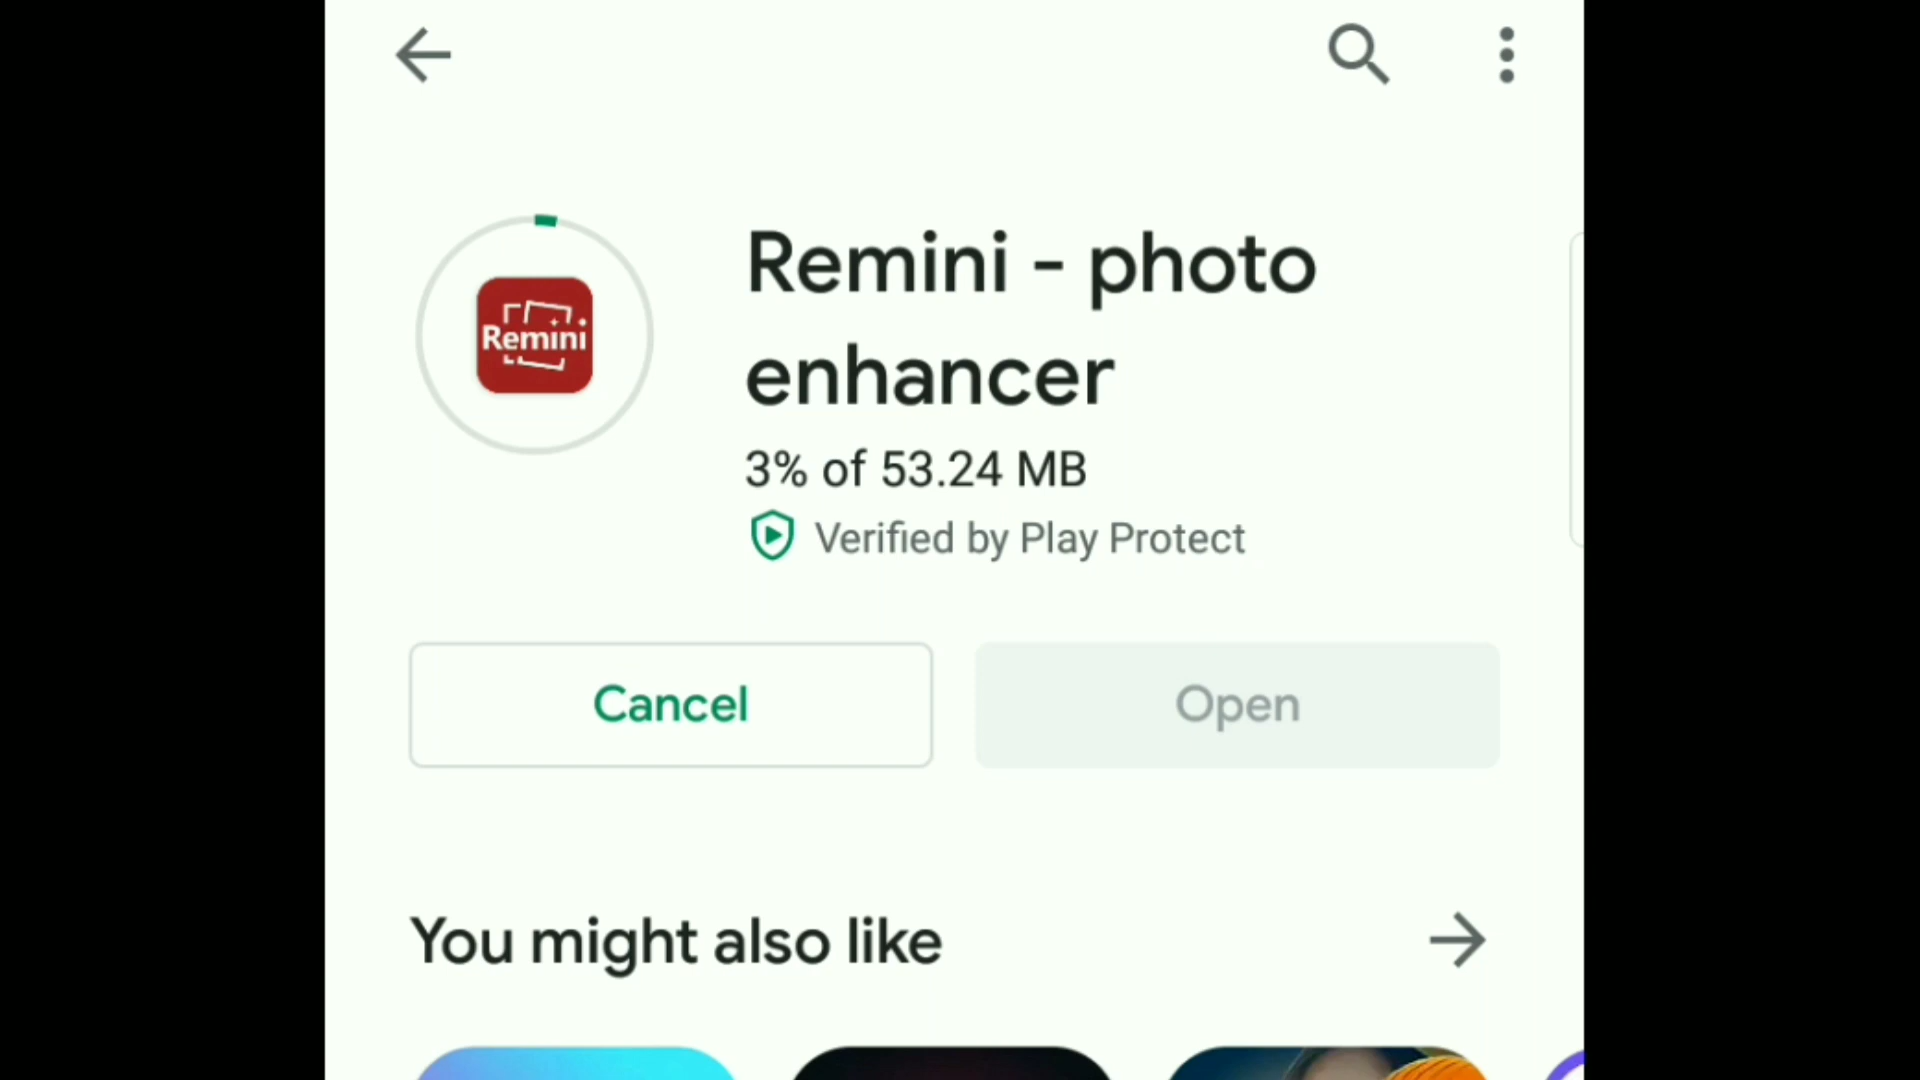 Remini - photo
enhancer
Remini
3% of 53.24 MB
Verified by Play Protect
Cancel
Open
You might also like